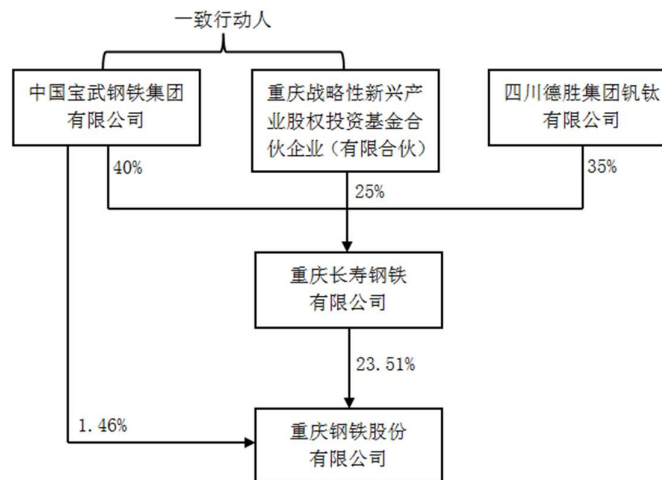 一致行动人
中国宝武钢铁集团
有限公司
重庆战略性新兴产
业股权投资基金合
伙企业（有限合伙）
四川德胜集团钒钛
有限公司
40%
25%
35%
重庆长寿钢铁
有限公司
23.51%
1.46%
重庆钢铁股份
有限公司